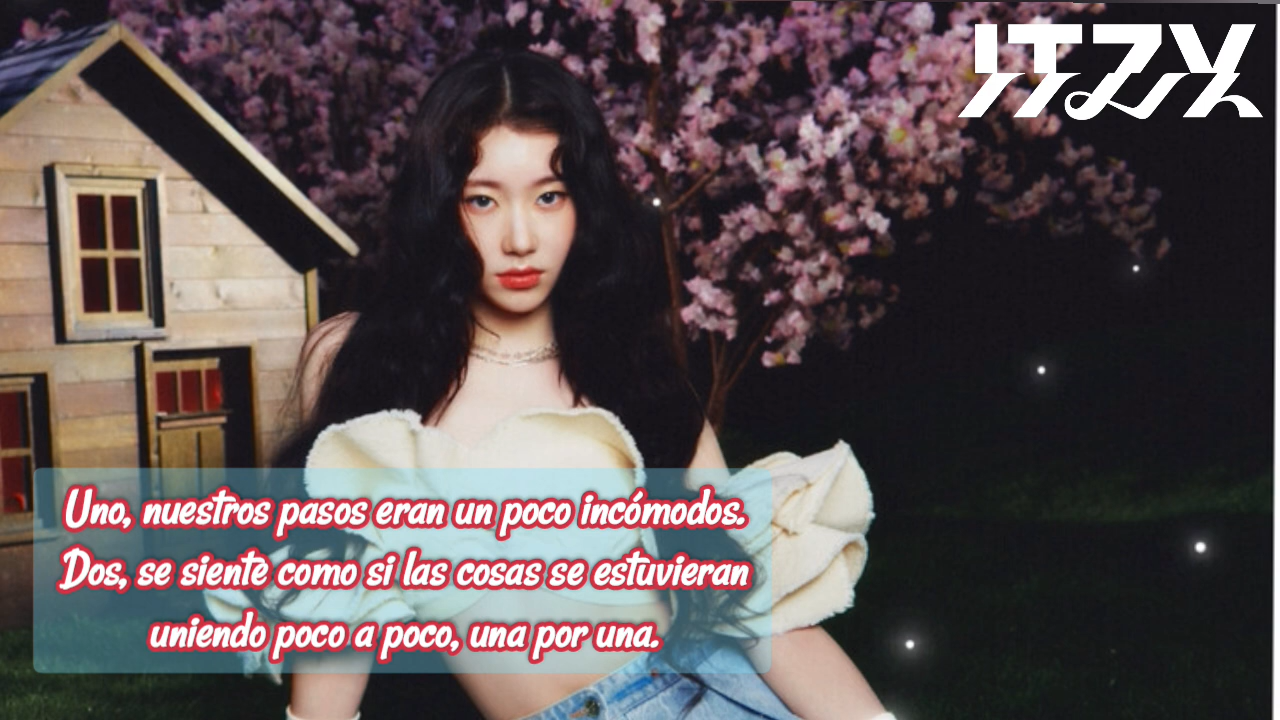 ITZY
Uno, nuestros pasos eran un poco incómodos.
Dos, se siente como si las cosas se estuvieran
uniendo poco a poco, una por una.